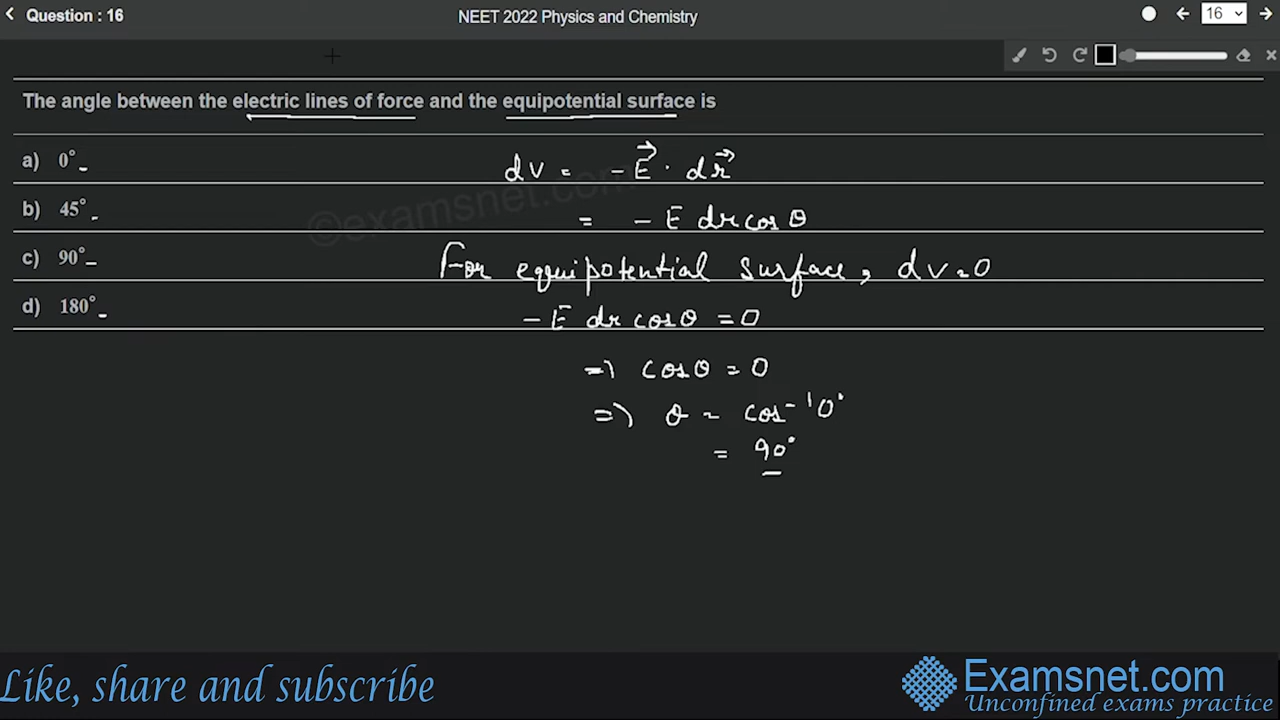 Question : 16
NEET 2022 Physics and Chemistry
16
The angle between the electric lines of force and the equipotential surface is
a) 0°
b) 45°
c) 90°
d) 180°
dv = - E⃗ · dr⃗
= - E dr cos θ
For equipotential surface, dv = 0
- E dr cos θ = 0
=) cos θ = 0
=) θ = cos⁻¹ 0°
= 90°
©examsnet.com
Like, share and subscribe
Examsnet.com
Unconfined exams practice